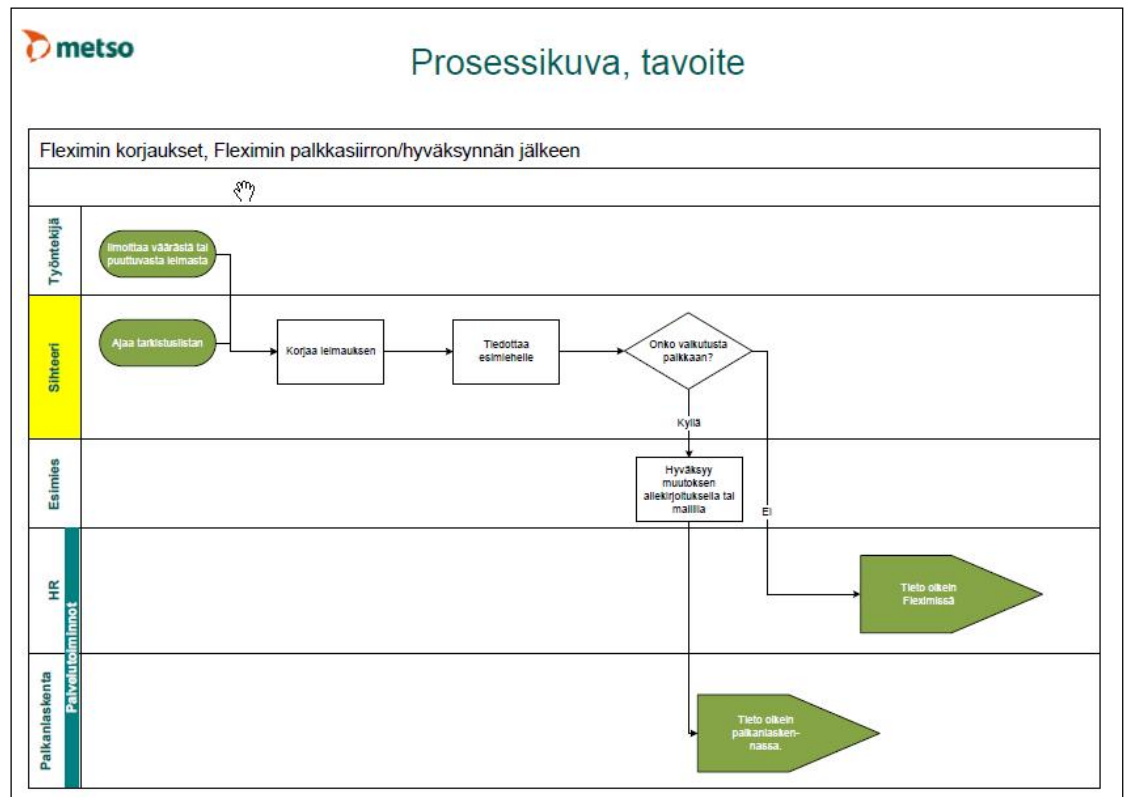 metso
Prosessikuva, tavoite
Fleximin korjaukset, Fleximin palkkasiirron/hyväksynnän jälkeen
Työntekijä
Ilmoittaa väärästä tai
puuttuvasta leimasta
Sihteeri
Ajaa tarkistuslistan
Korjaa leimauksen
Tiedottaa
esimiehelle
Onko vaikutusta
palkkaan?
Kyllä
Esimies
Hyväksyy
muutoksen
allekirjoituksella tai
maililla
Ei
HR
Palvelutoiminnot
Tieto oikein
Fleximissä
Palkanlaskenta
Tieto oikein
palkanlasken-
nassa.